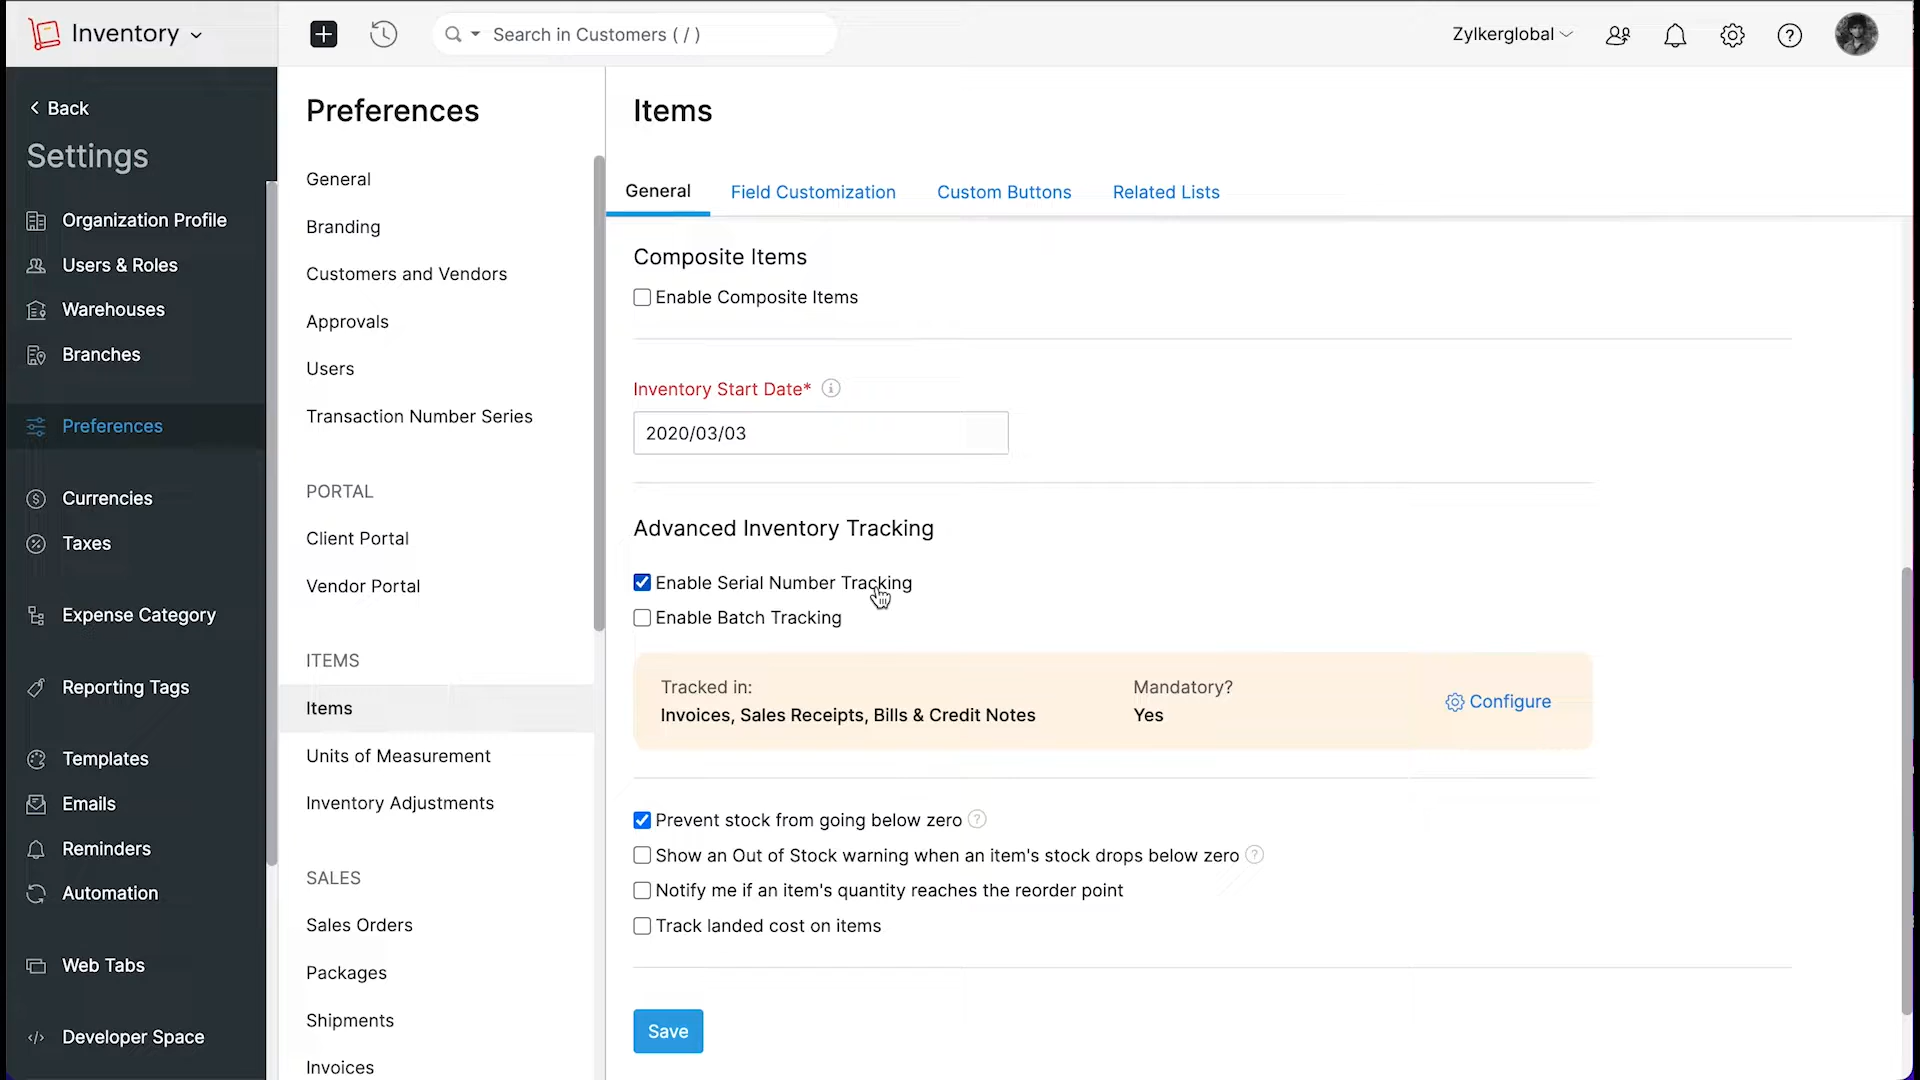 Inventory
Search in Customers ( / )
Zylkerglobal
Back
Settings
Organization Profile
Users & Roles
Warehouses
Branches
Preferences
Currencies
Taxes
Expense Category
Reporting Tags
Templates
Emails
Reminders
Automation
Web Tabs
Developer Space
Preferences
General
Branding
Customers and Vendors
Approvals
Users
Transaction Number Series
PORTAL
Client Portal
Vendor Portal
ITEMS
Items
Units of Measurement
Inventory Adjustments
SALES
Sales Orders
Packages
Shipments
Invoices
Items
General Field Customization Custom Buttons Related Lists
Composite Items
Enable Composite Items
Inventory Start Date*
2020/03/03
Advanced Inventory Tracking
Enable Serial Number Tracking
Enable Batch Tracking
Tracked in: Mandatory?
Invoices, Sales Receipts, Bills & Credit Notes Yes
Configure
Prevent stock from going below zero
Show an Out of Stock warning when an item's stock drops below zero
Notify me if an item's quantity reaches the reorder point
Track landed cost on items
Save